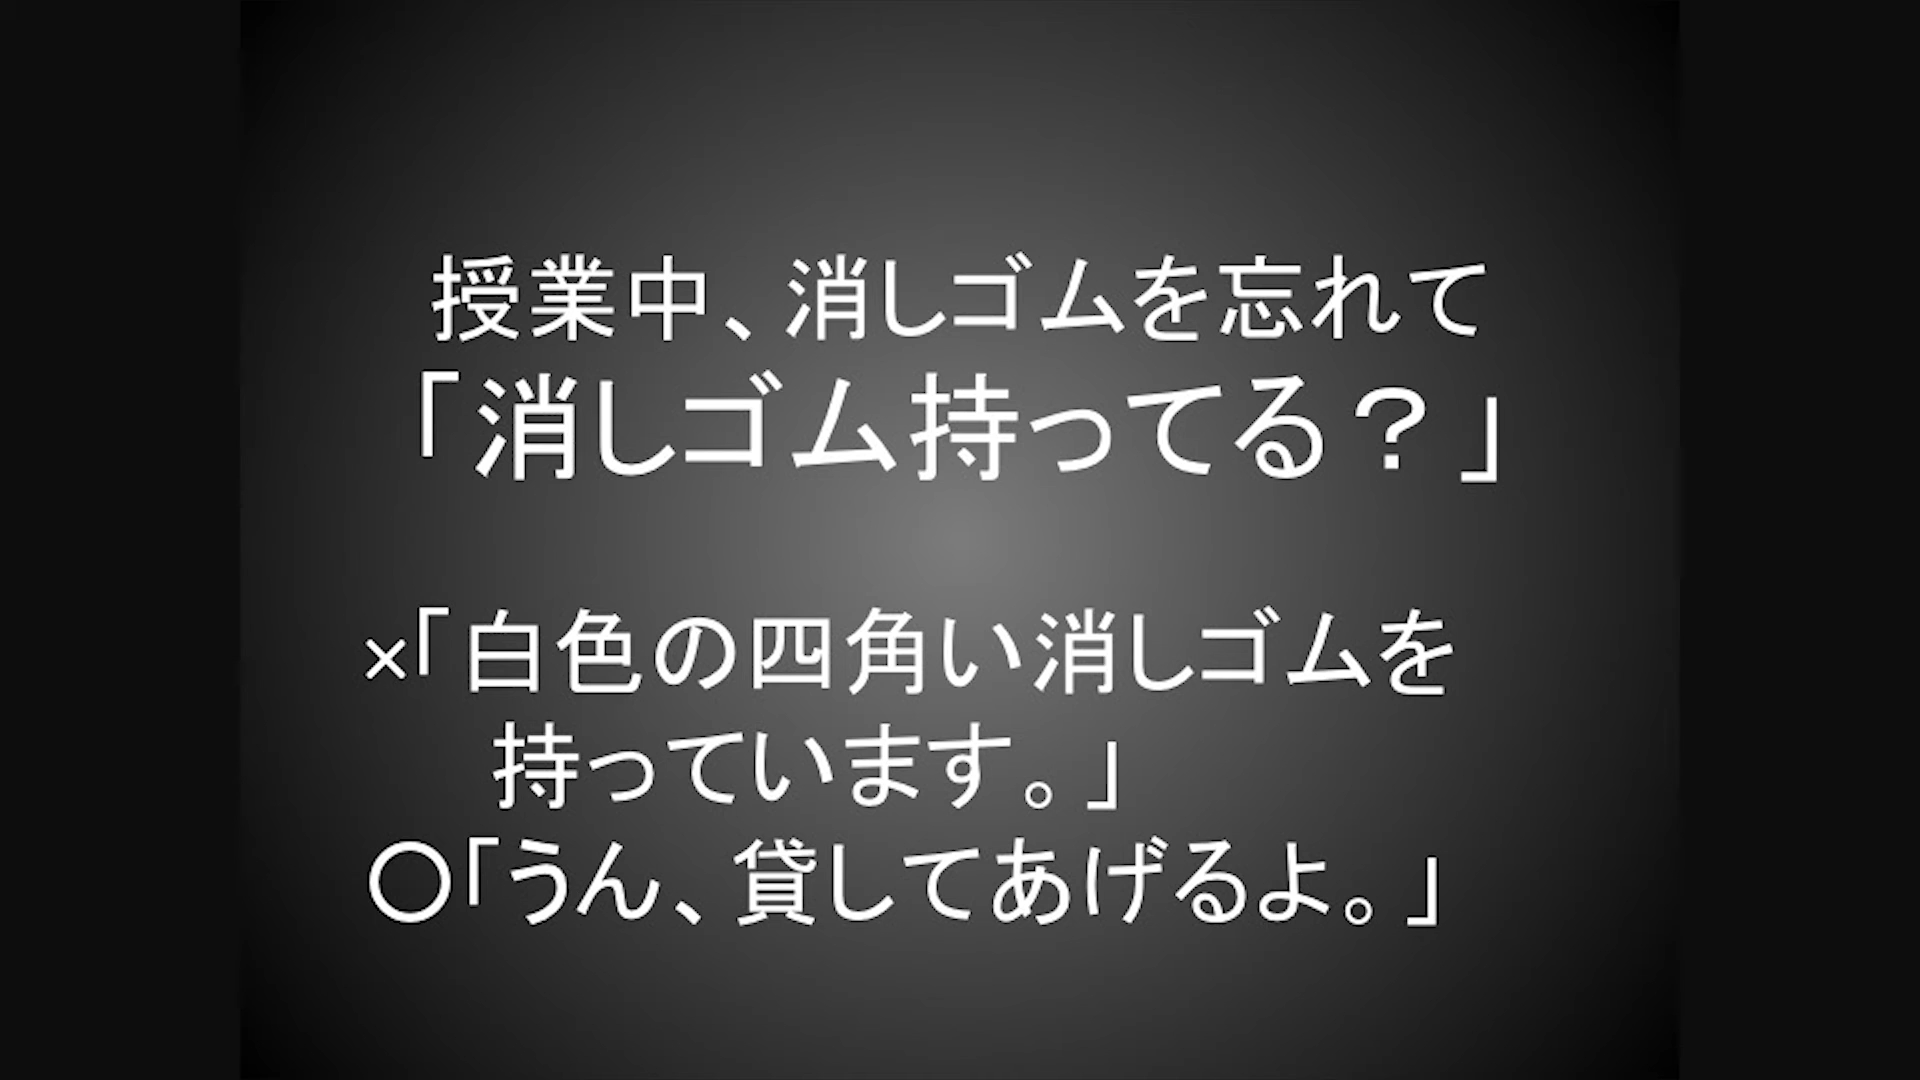 授業中、消しゴムを忘れて
「消しゴム持ってる？」
×「白色の四角い消しゴムを
持っています。」
○「うん、貸してあげるよ。」